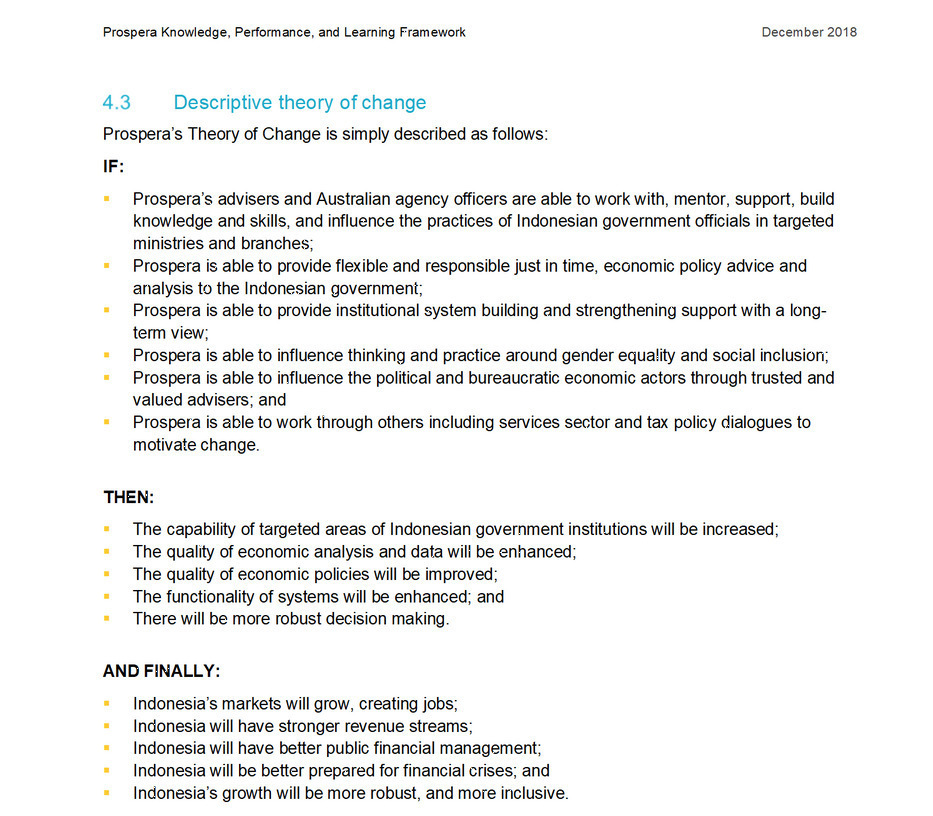 Prospera Knowledge, Performance, and Learning Framework December 2018
4.3 Descriptive theory of change
Prospera’s Theory of Change is simply described as follows:
IF:
▪ Prospera’s advisers and Australian agency officers are able to work with, mentor, support, build
knowledge and skills, and influence the practices of Indonesian government officials in targeted
ministries and branches;
▪ Prospera is able to provide flexible and responsible just in time, economic policy advice and
analysis to the Indonesian government;
▪ Prospera is able to provide institutional system building and strengthening support with a long-
term view;
▪ Prospera is able to influence thinking and practice around gender equality and social inclusion;
▪ Prospera is able to influence the political and bureaucratic economic actors through trusted and
valued advisers; and
▪ Prospera is able to work through others including services sector and tax policy dialogues to
motivate change.
THEN:
▪ The capability of targeted areas of Indonesian government institutions will be increased;
▪ The quality of economic analysis and data will be enhanced;
▪ The quality of economic policies will be improved;
▪ The functionality of systems will be enhanced; and
▪ There will be more robust decision making.
AND FINALLY:
▪ Indonesia’s markets will grow, creating jobs;
▪ Indonesia will have stronger revenue streams;
▪ Indonesia will have better public financial management;
▪ Indonesia will be better prepared for financial crises; and
▪ Indonesia’s growth will be more robust, and more inclusive.